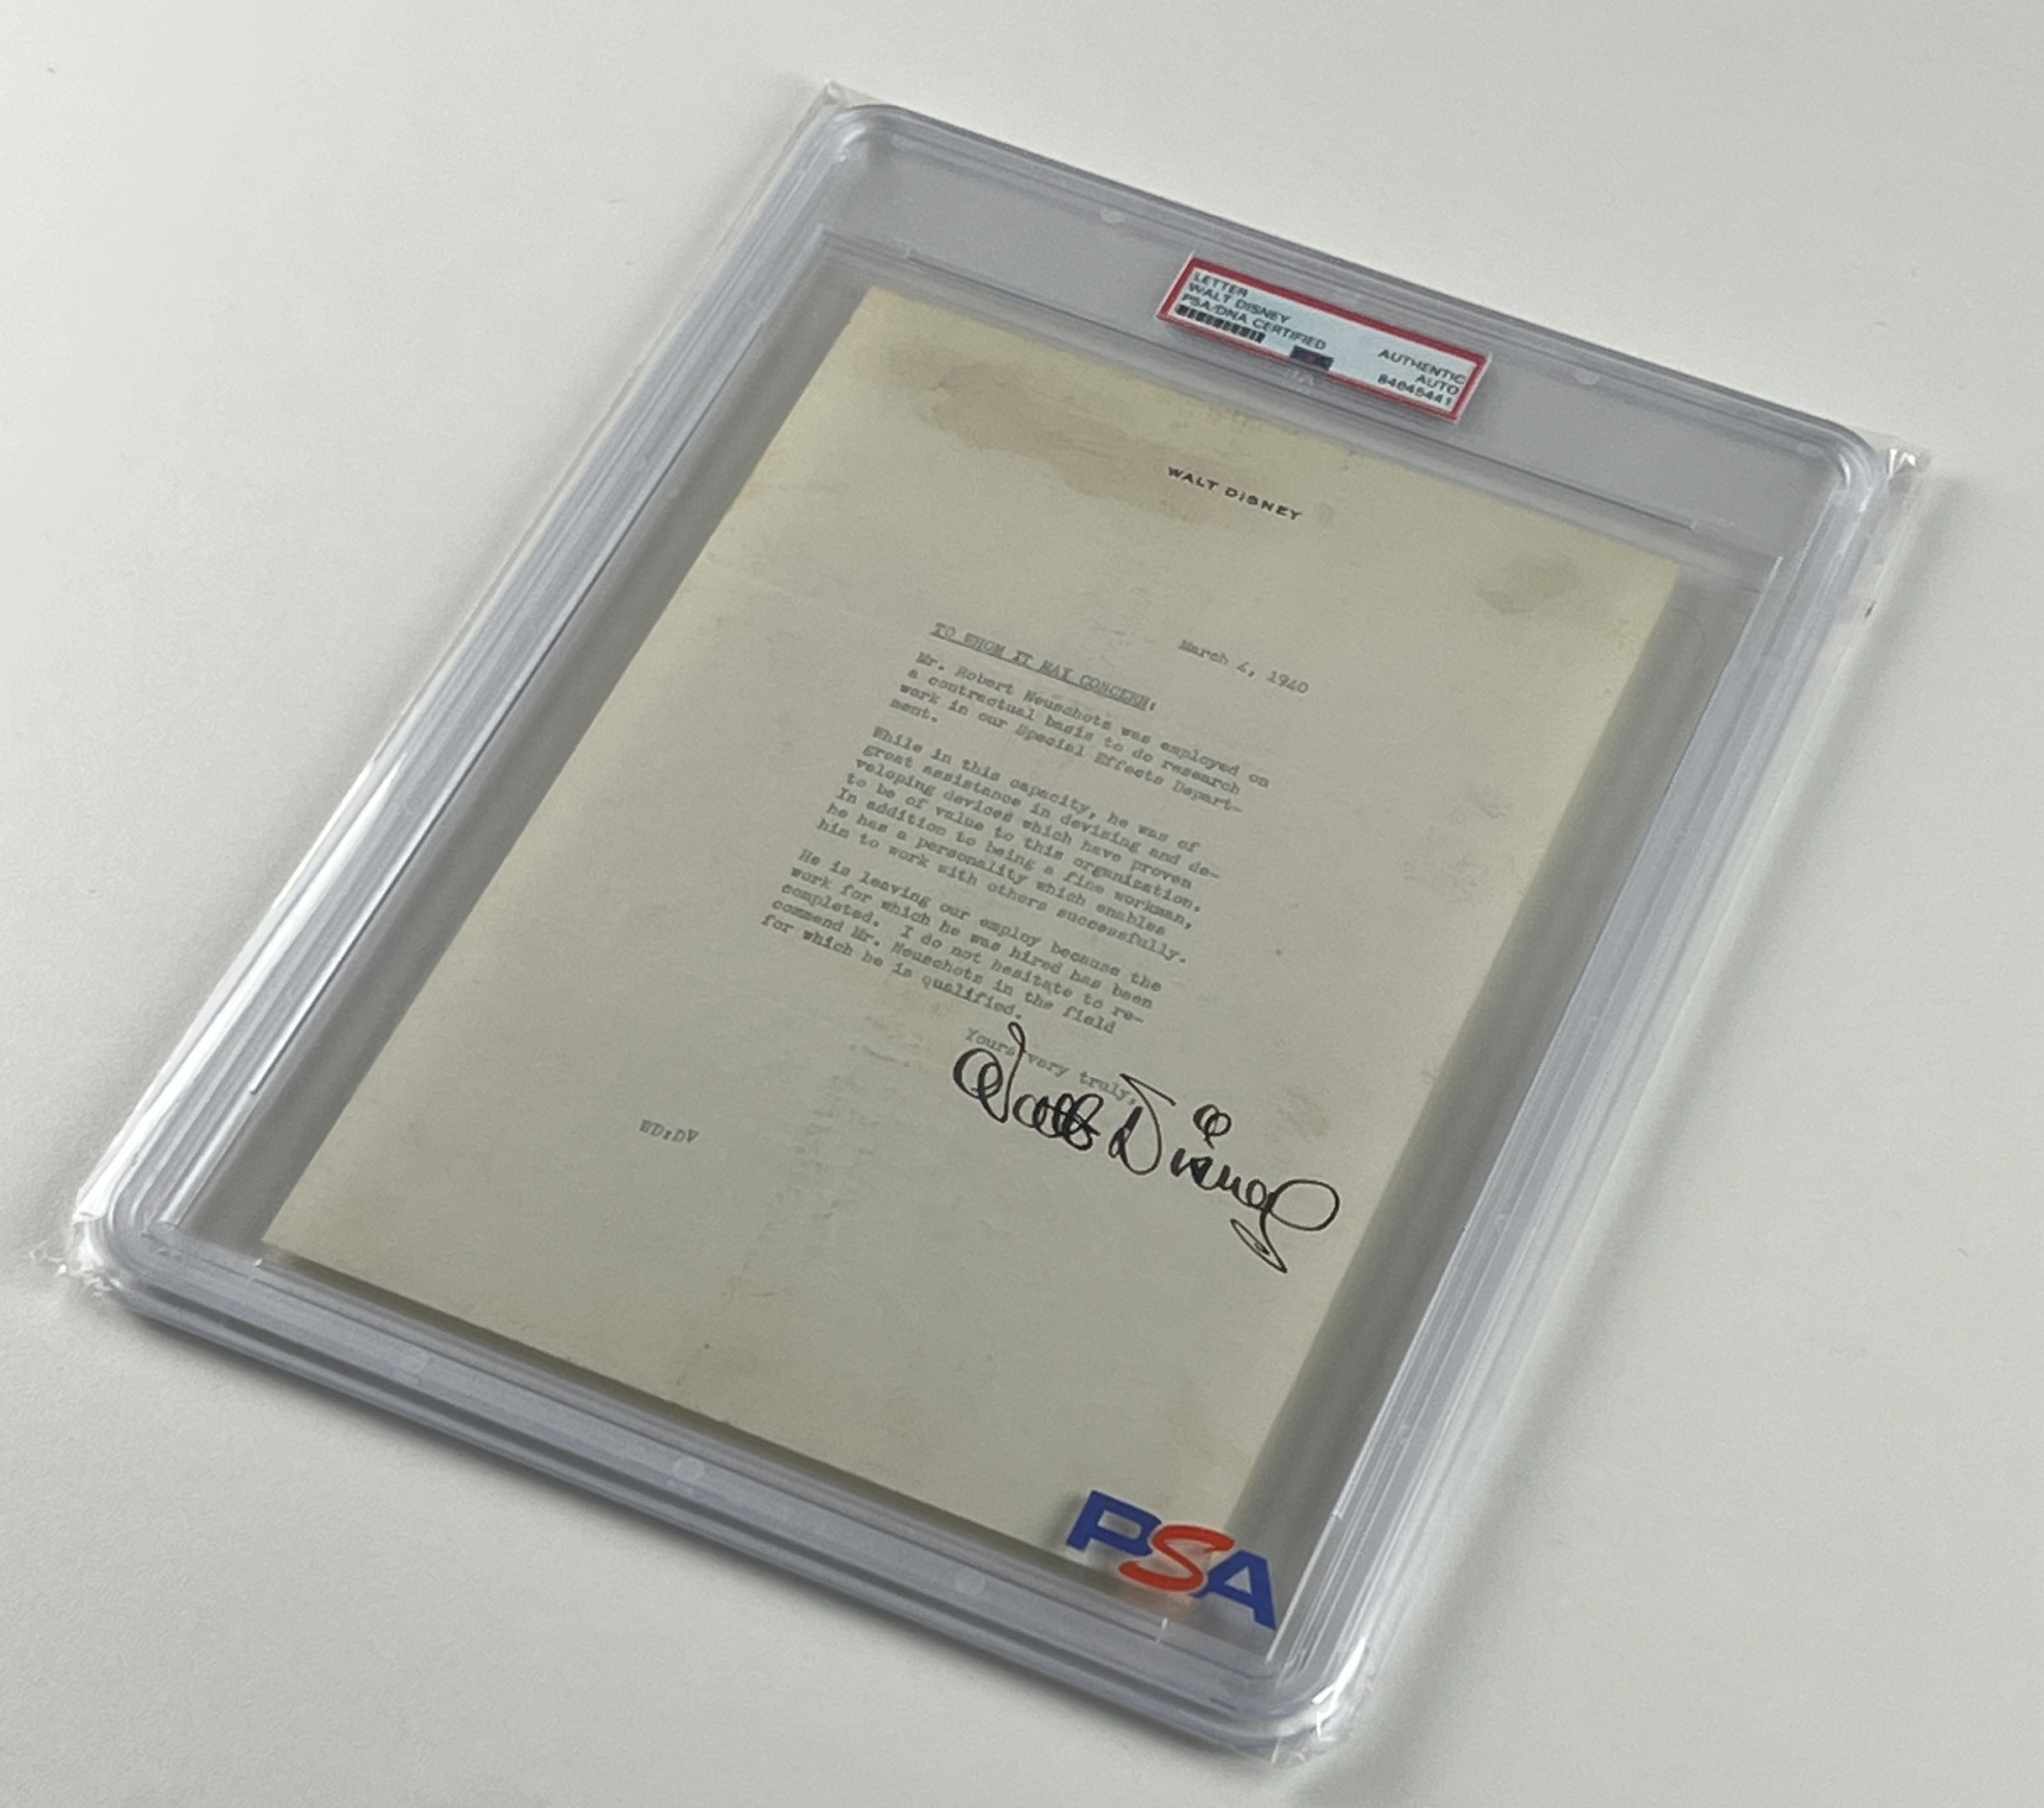 LETTER
WALT DISNEY
PSA/DNA CERTIFIED
AUTHENTIC
AUTO
84646441
WALT DISNEY
March 4, 1940
TO WHOM IT MAY CONCERN:
Mr. Robert Neuschotz was employed on
a contractual basis to do research
work in our Special Effects Depart-
ment.
While in this capacity, he was of
great assistance in devising and de-
veloping devices which have proven
to be of value to this organization.
In addition to being a fine workman,
he has a personality which enables
him to work with others successfully.
He is leaving our employ because the
work for which he was hired has been
completed. I do not hesitate to re-
commend Mr. Neuschotz in the field
for which he is qualified.
Yours very truly,
Walt Disney
WD:DV
PSA